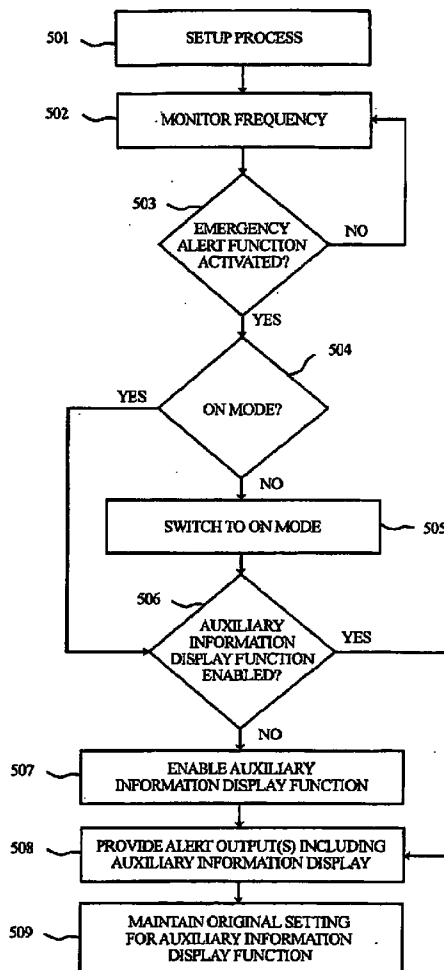 501
SETUP PROCESS
502
MONITOR FREQUENCY
503
EMERGENCY
ALERT FUNCTION
ACTIVATED?
NO
YES
504
YES
ON MODE?
NO
SWITCH TO ON MODE
505
506
AUXILIARY
INFORMATION
DISPLAY FUNCTION
ENABLED?
YES
NO
507
ENABLE AUXILIARY
INFORMATION DISPLAY FUNCTION
508
PROVIDE ALERT OUTPUT(S) INCLUDING
AUXILIARY INFORMATION DISPLAY
509
MAINTAIN ORIGINAL SETTING
FOR AUXILIARY INFORMATION
DISPLAY FUNCTION